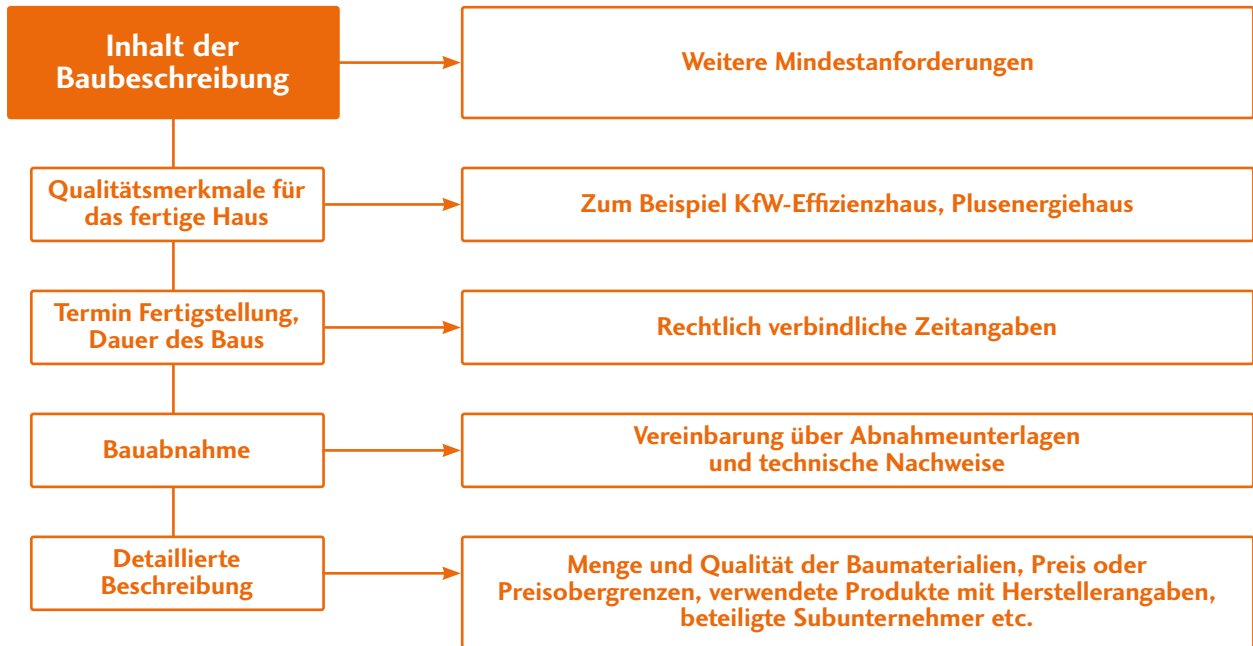 Inhalt der
Baubeschreibung
Weitere Mindestanforderungen
Qualitätsmerkmale für
das fertige Haus
Zum Beispiel KfW-Effizienzhaus, Plusenergiehaus
Termin Fertigstellung,
Dauer des Baus
Rechtlich verbindliche Zeitangaben
Bauabnahme
Vereinbarung über Abnahmeunterlagen
und technische Nachweise
Detaillierte
Beschreibung
Menge und Qualität der Baumaterialien, Preis oder
Preisobergrenzen, verwendete Produkte mit Herstellerangaben,
beteiligte Subunternehmer etc.